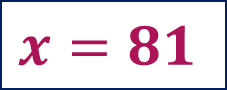 x = 81